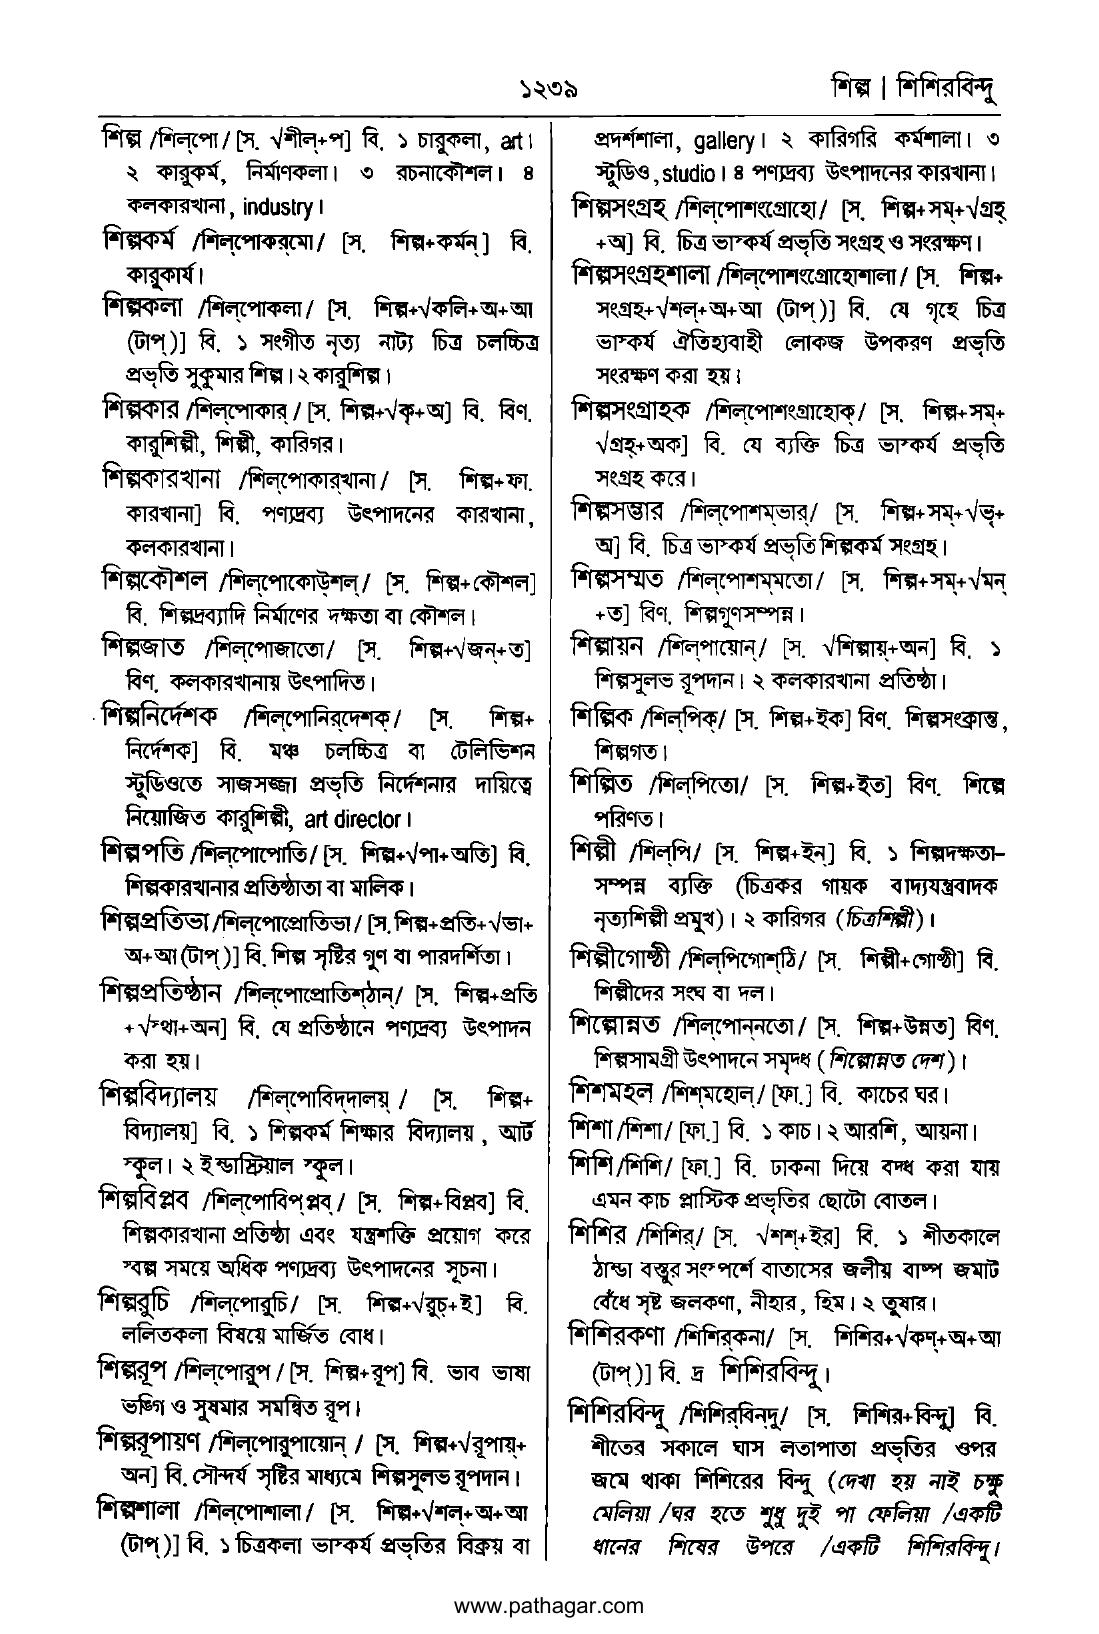 ১২৩৯
শিল্প | শিশিরবিন্দু
শিল্প /শিল্‌পো/ [স. √শীল্+প] বি. ১ চারুকলা, art।
২ কারুকর্ম, নির্মাণকলা। ৩ রচনাকৌশল। ৪
কলকারখানা, industry।
শিল্পকর্ম /শিল্‌পোকর্‌মো/ [স. শিল্প+কর্মন্] বি.
কারুকার্য।
শিল্পকলা /শিল্‌পোকলা/ [স. শিল্প+√কলি+অ+আ
(টাপ্)] বি. ১ সংগীত নৃত্য নাট্য চিত্র চলচ্চিত্র
প্রভৃতি সুকুমার শিল্প। ২ কারুশিল্প।
শিল্পকার /শিল্‌পোকার্/ [স. শিল্প+√কৃ+অ] বি. বিণ.
কারুশিল্পী, শিল্পী, কারিগর।
শিল্পকারখানা /শিল্‌পোকার্‌খানা/ [স. শিল্প+ফা.
কারখানা] বি. পণ্যদ্রব্য উৎপাদনের কারখানা,
কলকারখানা।
শিল্পকৌশল /শিল্‌পোকোউ্‌শল্/ [স. শিল্প+কৌশল]
বি. শিল্পদ্রব্যাদি নির্মাণের দক্ষতা বা কৌশল।
শিল্পজাত /শিল্‌পোজাতো/ [স. শিল্প+√জন্+ত]
বিণ. কলকারখানায় উৎপাদিত।
শিল্পনির্দেশক /শিল্‌পোনির্‌দেশক্/ [স. শিল্প+
নির্দেশক] বি. মঞ্চ চলচ্চিত্র বা টেলিভিশন
স্টুডিওতে সাজসজ্জা প্রভৃতি নির্দেশনার দায়িত্বে
নিয়োজিত কারুশিল্পী, art director।
শিল্পপতি /শিল্‌পোপোতি/ [স. শিল্প+√পা+অতি] বি.
শিল্পকারখানার প্রতিষ্ঠাতা বা মালিক।
শিল্পপ্রতিভা /শিল্‌পোপ্রোতিভা/ [স. শিল্প+প্রতি+√ভা+
অ+আ (টাপ্)] বি. শিল্প সৃষ্টির গুণ বা পারদর্শিতা।
শিল্পপ্রতিষ্ঠান /শিল্‌পোপ্রোতিশ্‌ঠান্/ [স. শিল্প+প্রতি
+√স্থা+অন] বি. যে প্রতিষ্ঠানে পণ্যদ্রব্য উৎপাদন
করা হয়।
শিল্পবিদ্যালয় /শিল্‌পোবিদ্‌দালয়্/ [স. শিল্প+
বিদ্যালয়] বি. ১ শিল্পকর্ম শিক্ষার বিদ্যালয়, আর্ট
স্কুল। ২ ইন্ডাস্ট্রিয়াল স্কুল।
শিল্পবিপ্লব /শিল্‌পোবিপ্‌প্লব্/ [স. শিল্প+বিপ্লব] বি.
শিল্পকারখানা প্রতিষ্ঠা এবং যন্ত্রশক্তি প্রয়োগ করে
স্বল্প সময়ে অধিক পণ্যদ্রব্য উৎপাদনের সূচনা।
শিল্পরুচি /শিল্‌পোরুচি/ [স. শিল্প+√রুচ্+ই] বি.
ললিতকলা বিষয়ে মার্জিত বোধ।
শিল্পরূপ /শিল্‌পোরুপ্/ [স. শিল্প+রূপ] বি. ভাব ভাষা
ভঙ্গি ও সুষমার সমন্বিত রূপ।
শিল্পরূপায়ণ /শিল্‌পোরুপায়োন্/ [স. শিল্প+√রূপায়্+
অন] বি. সৌন্দর্য সৃষ্টির মাধ্যমে শিল্পসুলভ রূপদান।
শিল্পশালা /শিল্‌পোশালা/ [স. শিল্প+√শল্+অ+আ
(টাপ্)] বি. ১ চিত্রকলা ভাস্কর্য প্রভৃতির বিক্রয় বা
প্রদর্শশালা, gallery। ২ কারিগরি কর্মশালা। ৩
স্টুডিও, studio। ৪ পণ্যদ্রব্য উৎপাদনের কারখানা।
শিল্পসংগ্রহ /শিল্‌পোশংগ্রোহো/ [স. শিল্প+সম্+√গ্রহ্
+অ] বি. চিত্র ভাস্কর্য প্রভৃতি সংগ্রহ ও সংরক্ষণ।
শিল্পসংগ্রহশালা /শিল্‌পোশংগ্রোহোশালা/ [স. শিল্প+
সংগ্রহ+√শল্+অ+আ (টাপ্)] বি. যে গৃহে চিত্র
ভাস্কর্য ঐতিহ্যবাহী লোকজ উপকরণ প্রভৃতি
সংরক্ষণ করা হয়।
শিল্পসংগ্রাহক /শিল্‌পোশংগ্রাহোক্/ [স. শিল্প+সম্+
√গ্রহ্+অক] বি. যে ব্যক্তি চিত্র ভাস্কর্য প্রভৃতি
সংগ্রহ করে।
শিল্পসম্ভার /শিল্‌পোশম্‌ভার্/ [স. শিল্প+সম্+√ভৃ+
অ] বি. চিত্র ভাস্কর্য প্রভৃতি শিল্পকর্ম সংগ্রহ।
শিল্পসম্মত /শিল্‌পোশম্‌মতো/ [স. শিল্প+সম্+√মন্
+ত] বিণ. শিল্পগুণসম্পন্ন।
শিল্পায়ন /শিল্‌পায়োন্/ [স. √শিল্পায়্+অন] বি. ১
শিল্পসুলভ রূপদান। ২ কলকারখানা প্রতিষ্ঠা।
শিল্পিক /শিল্‌পিক্/ [স. শিল্প+ইক] বিণ. শিল্পসংক্রান্ত,
শিল্পগত।
শিল্পিত /শিল্‌পিতো/ [স. শিল্প+ইত] বিণ. শিল্পে
পরিণত।
শিল্পী /শিল্‌পি/ [স. শিল্প+ইন্] বি. ১ শিল্পদক্ষতা-
সম্পন্ন ব্যক্তি (চিত্রকর গায়ক বাদ্যযন্ত্রবাদক
নৃত্যশিল্পী প্রমুখ)। ২ কারিগর (চিত্রশিল্পী)।
শিল্পীগোষ্ঠী /শিল্‌পিগোশ্‌ঠি/ [স. শিল্পী+গোষ্ঠী] বি.
শিল্পীদের সংঘ বা দল।
শিল্পোন্নত /শিল্‌পোন্‌নতো/ [স. শিল্প+উন্নত] বিণ.
শিল্পসামগ্রী উৎপাদনে সমৃদ্ধ (শিল্পোন্নত দেশ)।
শিশমহল /শিশ্‌মহোল্/ [ফা.] বি. কাচের ঘর।
শিশা /শিশা/ [ফা.] বি. ১ কাচ। ২ আরশি, আয়না।
শিশি /শিশি/ [ফা.] বি. ঢাকনা দিয়ে বদ্ধ করা যায়
এমন কাচ প্লাস্টিক প্রভৃতির ছোটো বোতল।
শিশির /শিশির্/ [স. √শশ্+ইর] বি. ১ শীতকালে
ঠান্ডা বস্তুর সংস্পর্শে বাতাসের জলীয় বাষ্প জমাট
বেঁধে সৃষ্ট জলকণা, নীহার, হিম। ২ তুষার।
শিশিরকণা /শিশির্‌কনা/ [স. শিশির+√কণ্+অ+আ
(টাপ্)] বি. দ্র শিশিরবিন্দু।
শিশিরবিন্দু /শিশির্‌বিন্‌দু/ [স. শিশির+বিন্দু] বি.
শীতের সকালে ঘাস লতাপাতা প্রভৃতির ওপর
জমে থাকা শিশিরের বিন্দু (দেখা হয় নাই চক্ষু
মেলিয়া /ঘর হতে শুধু দুই পা ফেলিয়া /একটি
ধানের শিষের উপরে /একটি শিশিরবিন্দু।
www.pathagar.com